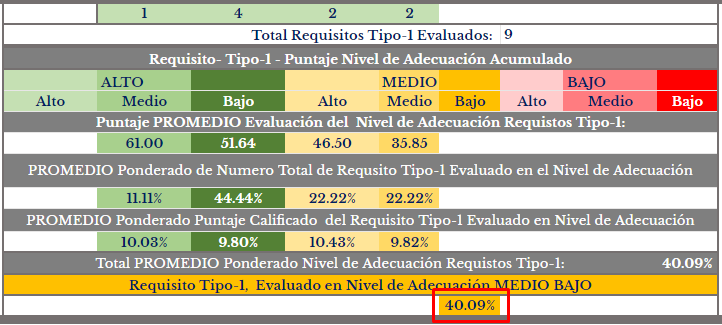 1 4 2 2
Total Requisitos Tipo-1 Evaluados: 9
Requisito- Tipo-1 - Puntaje Nivel de Adecuación Acumulado
ALTO MEDIO BAJO
Alto Medio Bajo Alto Medio Bajo Alto Medio Bajo
Puntaje PROMEDIO Evaluación del Nivel de Adecuación Requistos Tipo-1:
61.00 51.64 46.50 35.85
PROMEDIO Ponderado de Numero Total de Requsito Tipo-1 Evaluado en el Nivel de Adecuación
11.11% 44.44% 22.22% 22.22%
PROMEDIO Ponderado Puntaje Calificado del Requisito Tipo-1 Evaluado en Nivel de Adecuación
10.03% 9.80% 10.43% 9.82%
Total PROMEDIO Ponderado Nivel de Adecuación Requistos Tipo-1: 40.09%
Requisito Tipo-1, Evaluado en Nivel de Adecuación MEDIO BAJO
40.09%